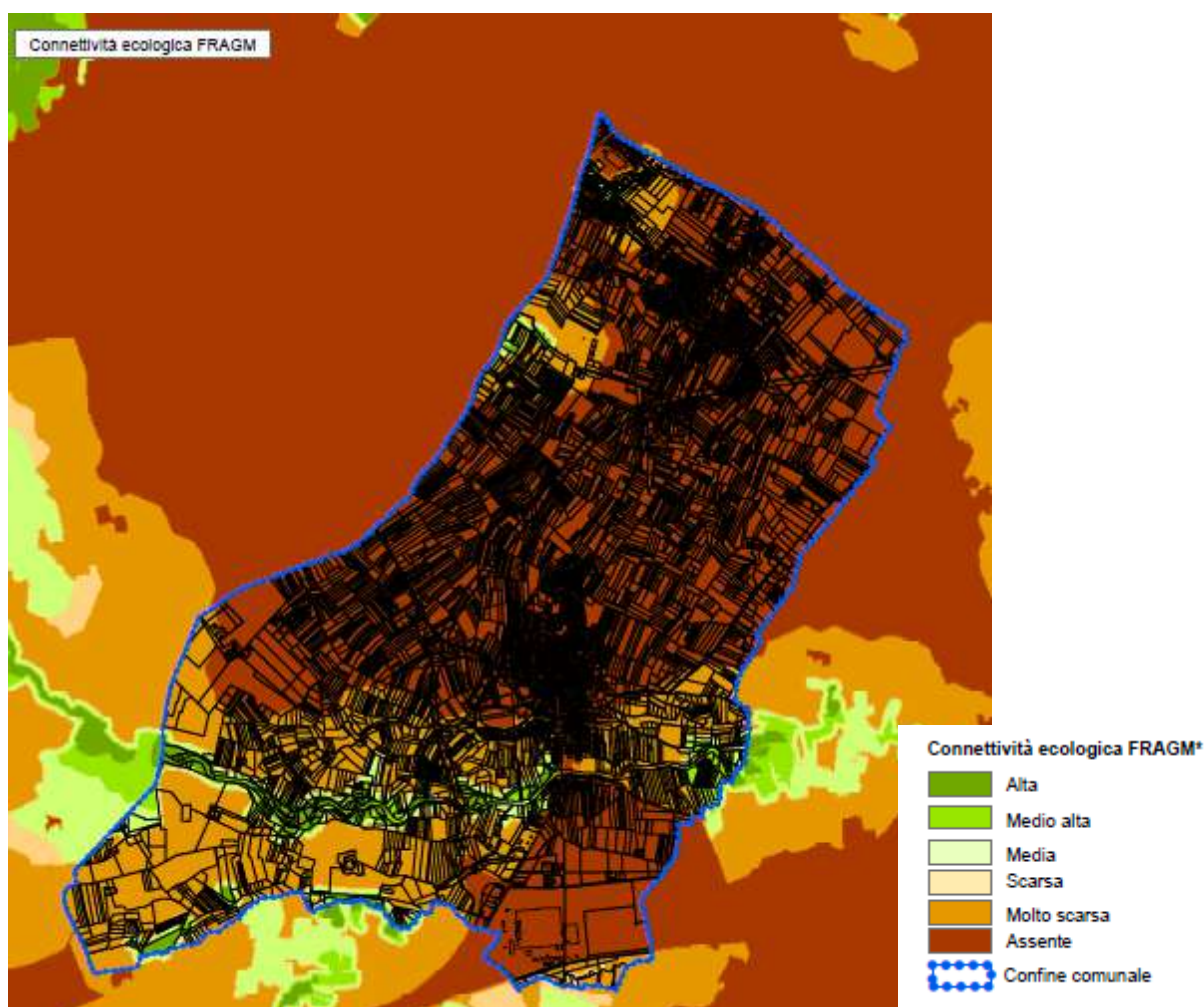 Connettività ecologica FRAGM
Connettività ecologica FRAGM*
Alta
Medio alta
Media
Scarsa
Molto scarsa
Assente
Confine comunale